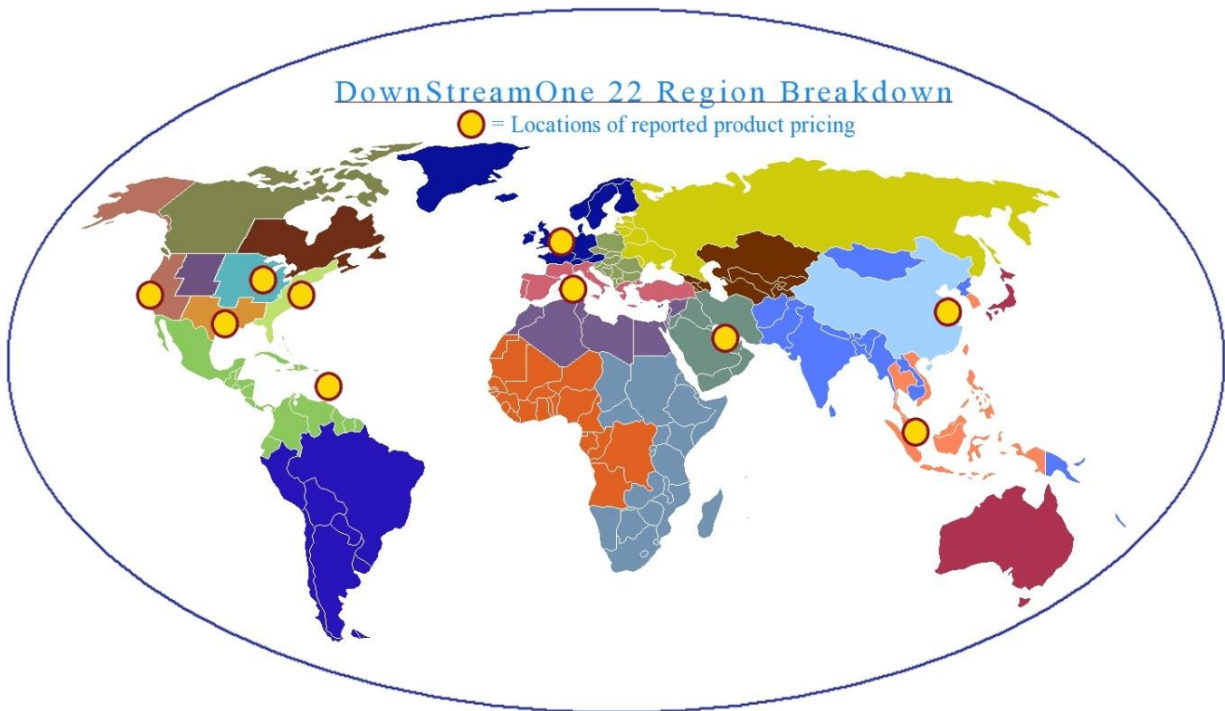 DownStreamOne 22 Region Breakdown
= Locations of reported product pricing